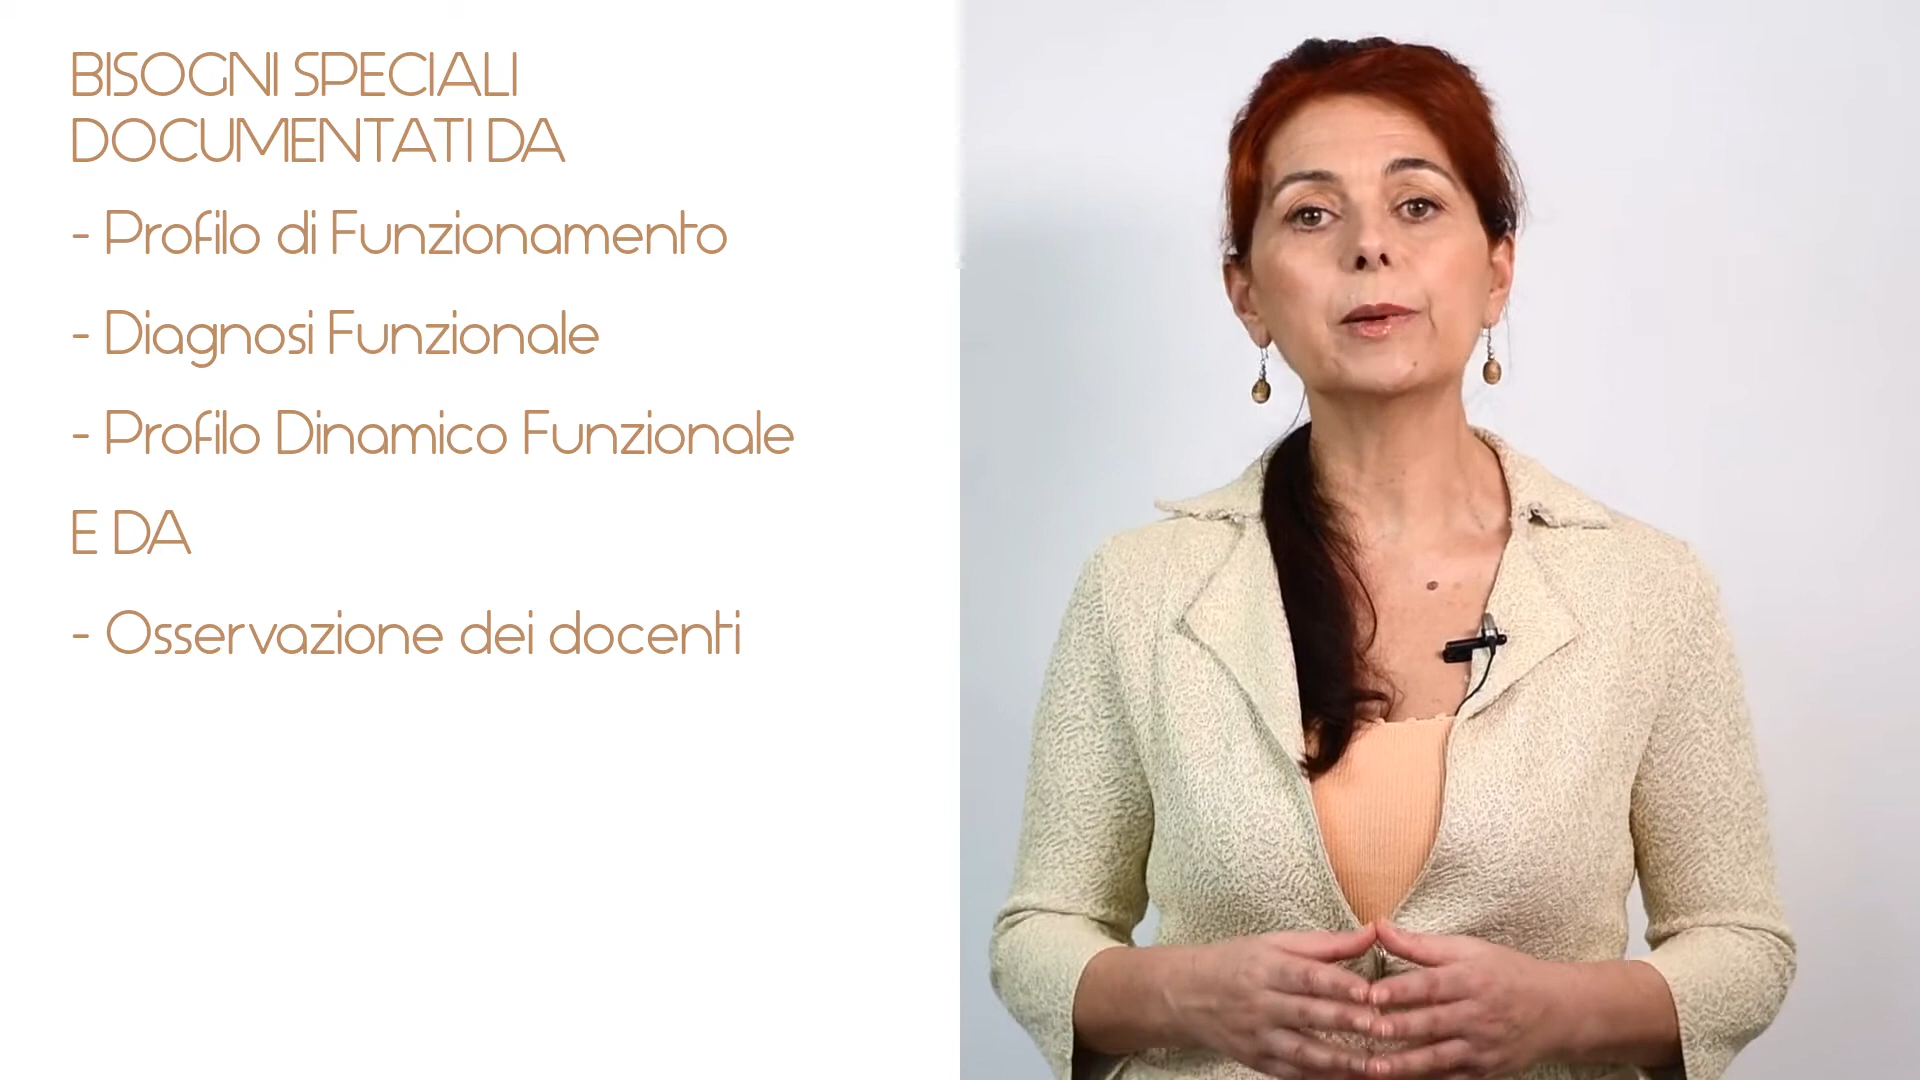 BISOGNI SPECIALI
DOCUMENTATI DA
- Profilo di Funzionamento
- Diagnosi Funzionale
- Profilo Dinamico Funzionale
E DA
- Osservazione dei docenti